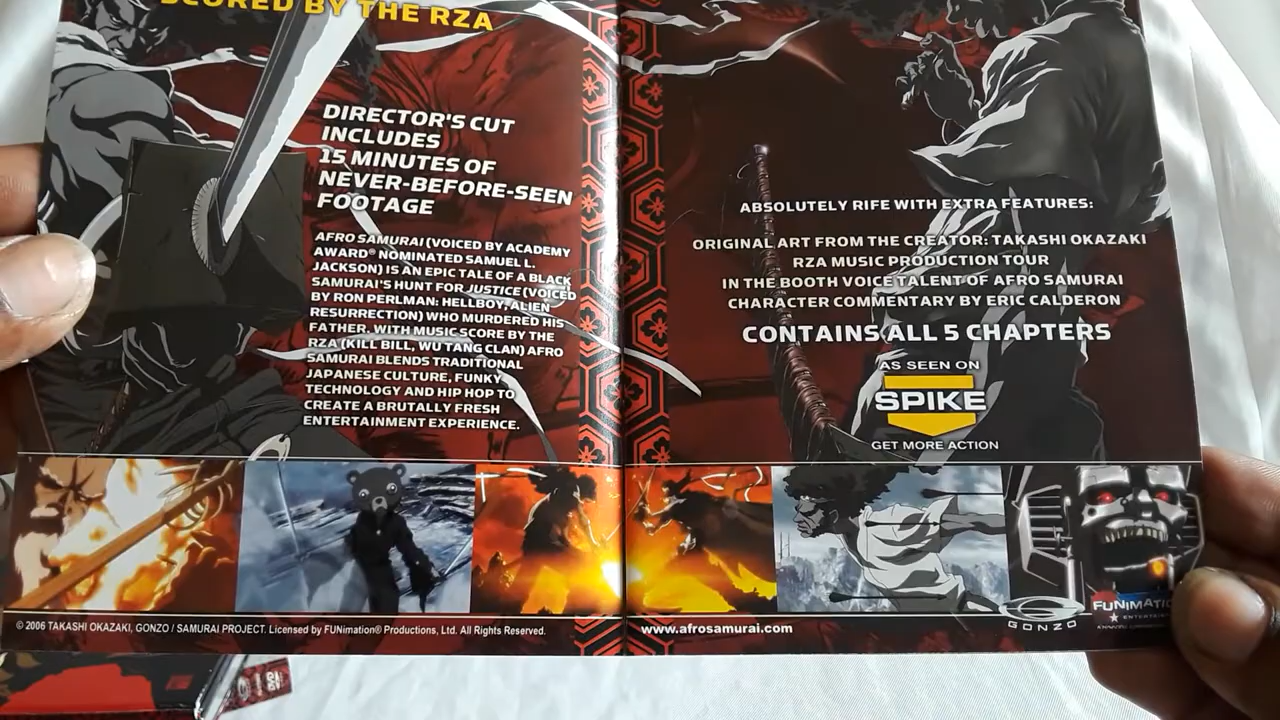 SCORED BY THE RZA
DIRECTOR'S CUT
INCLUDES
15 MINUTES OF
NEVER-BEFORE-SEEN
FOOTAGE
AFRO SAMURAI (VOICED BY ACADEMY
AWARD® NOMINATED SAMUEL L.
JACKSON) IS AN EPIC TALE OF A BLACK
SAMURAI'S HUNT FOR JUSTICE (VOICED
BY RON PERLMAN: HELLBOY, ALIEN
RESURRECTION) WHO MURDERED HIS
FATHER. WITH MUSIC SCORE BY THE
RZA (KILL BILL, WU TANG CLAN) AFRO
SAMURAI BLENDS TRADITIONAL
JAPANESE CULTURE, FUNKY
TECHNOLOGY AND HIP HOP TO
CREATE A BRUTALLY FRESH
ENTERTAINMENT EXPERIENCE.
© 2006 TAKASHI OKAZAKI, GONZO / SAMURAI PROJECT. Licensed by FUNimation® Productions, Ltd. All Rights Reserved.
ABSOLUTELY RIFE WITH EXTRA FEATURES:
ORIGINAL ART FROM THE CREATOR: TAKASHI OKAZAKI
RZA MUSIC PRODUCTION TOUR
IN THE BOOTH VOICE TALENT OF AFRO SAMURAI
CHARACTER COMMENTARY BY ERIC CALDERON
CONTAINS ALL 5 CHAPTERS
AS SEEN ON
SPIKE
GET MORE ACTION
www.afrosamurai.com
GONZO